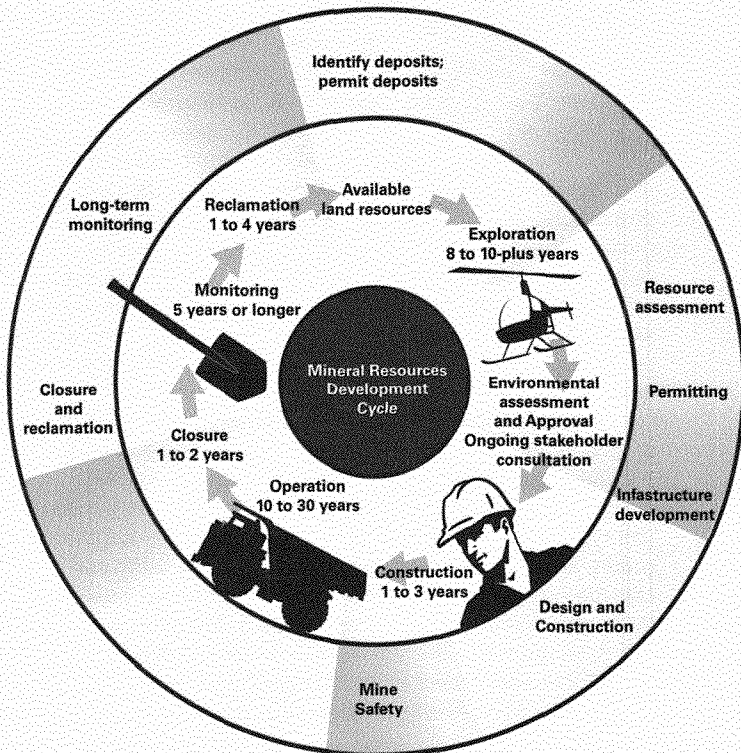 Identify deposits;
permit deposits
Long-term
monitoring
Reclamation
1 to 4 years
Available
land resources
Exploration
8 to 10-plus years
Resource
assessment
Monitoring
5 years or longer
Mineral Resources
Development
Cycle
Environmental
assessment
and Approval
Ongoing stakeholder
consultation
Permitting
Closure
and
reclamation
Closure
1 to 2 years
Operation
10 to 30 years
Infastructure
development
Construction
1 to 3 years
Design and
Construction
Mine
Safety